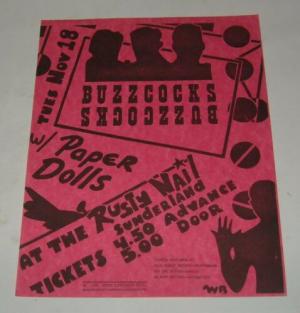 TUES NOV 18
BUZZCOCKS
BUZZCOCKS
W/ PAPER
DOLLS
AT THE RUSTY NAIL
SUNDERLAND
TICKETS 4.50 ADVANCE
5.00 DOOR
WB